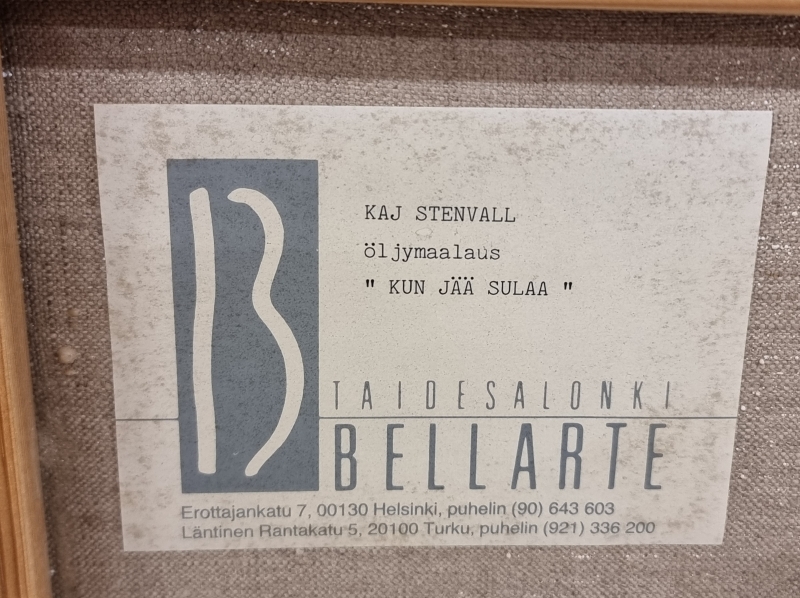 KAJ STENVALL
öljymaalaus
" KUN JÄÄ SULAA "
B
TAIDESALONKI
BELLARTE
Erottajankatu 7, 00130 Helsinki, puhelin (90) 643 603
Läntinen Rantakatu 5, 20100 Turku, puhelin (921) 336 200